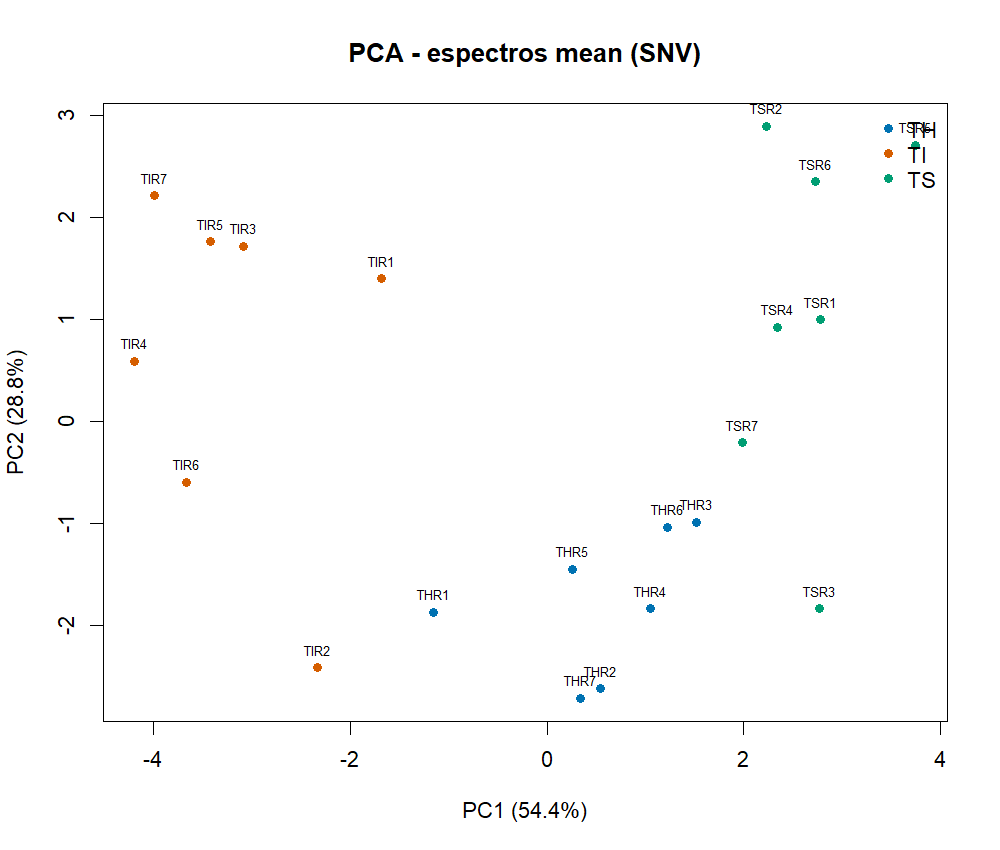 PCA - espectros mean (SNV)
3
2
1
0
-1
-2
PC2 (28.8%)
TSR2
TSR5
TH
TI
TS
TSR6
TIR7
TIR5
TIR3
TIR1
TSR4
TSR1
TIR4
TSR7
TIR6
THR6
THR3
THR5
THR1
THR4
TSR3
TIR2
THR7
THR2
-4
-2
0
2
4
PC1 (54.4%)